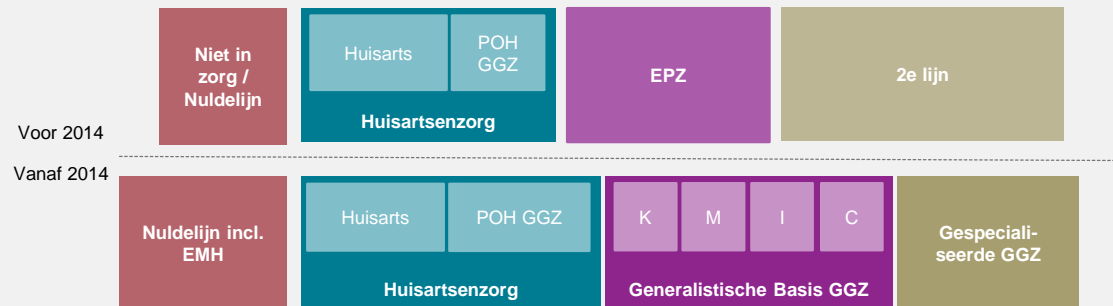 Voor 2014
Niet in
zorg /
Nuldelijn
Huisarts
POH
GGZ
Huisartsenzorg
EPZ
2e lijn
Vanaf 2014
Nuldelijn incl.
EMH
Huisarts
POH GGZ
Huisartsenzorg
K
M
I
C
Generalistische Basis GGZ
Gespeciali-
seerde GGZ